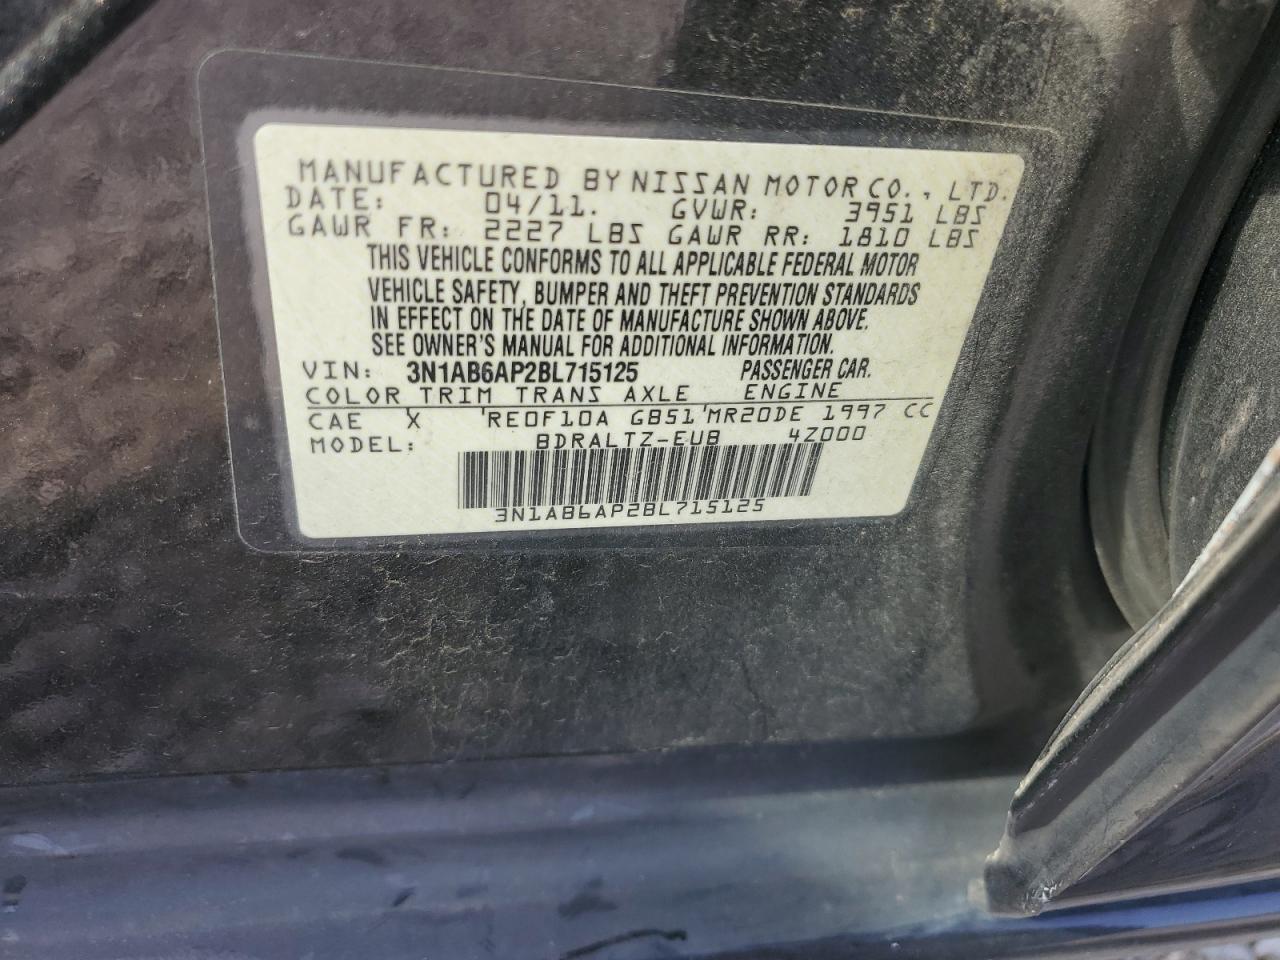 MANUFACTURED BY NISSAN MOTOR CO., LTD.
DATE: 04/11. GVWR: 3951 LBS
GAWR FR: 2227 LBS GAWR RR: 1810 LBS
THIS VEHICLE CONFORMS TO ALL APPLICABLE FEDERAL MOTOR
VEHICLE SAFETY, BUMPER AND THEFT PREVENTION STANDARDS
IN EFFECT ON THE DATE OF MANUFACTURE SHOWN ABOVE.
SEE OWNER'S MANUAL FOR ADDITIONAL INFORMATION.
VIN: 3N1AB6AP2BL715125 PASSENGER CAR.
COLOR TRIM TRANS AXLE ENGINE
CAE X 'RE0F10A GB51'MR20DE 1997 CC
MODEL: BDRALTZ-EUB 4Z000
3N1AB6AP2BL715125